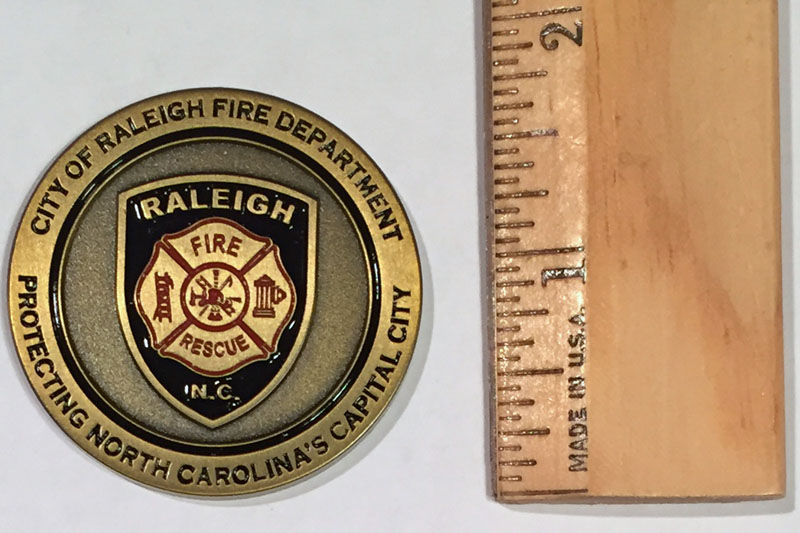 CITY OF RALEIGH FIRE DEPARTMENT
RALEIGH
FIRE
RESCUE
N.C.
PROTECTING NORTH CAROLINA'S CAPITAL CITY
2
1
MADE IN U.S.A.